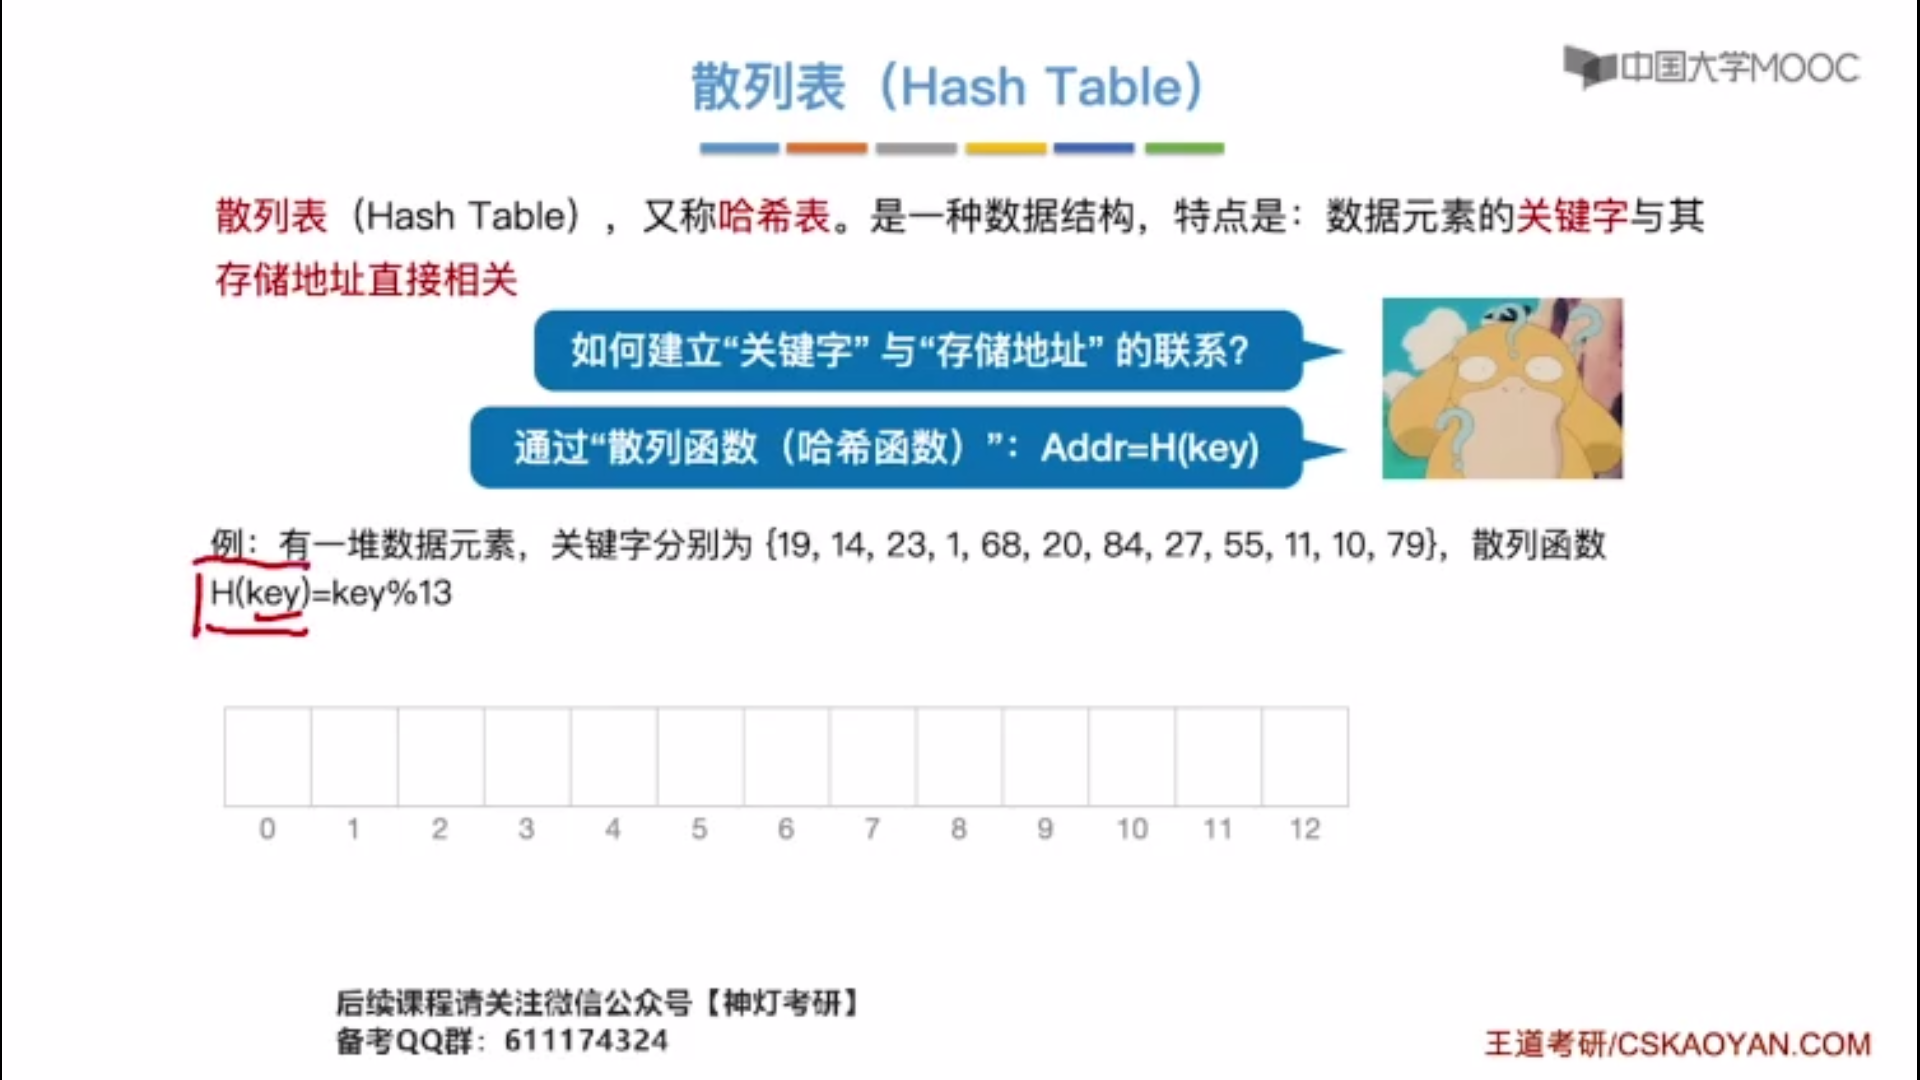 散列表（Hash Table）
中国大学MOOC
散列表（Hash Table），又称哈希表。是一种数据结构，特点是：数据元素的关键字与其
存储地址直接相关
如何建立“关键字” 与“存储地址” 的联系？
通过“散列函数（哈希函数）”：Addr=H(key)
例：有一堆数据元素，关键字分别为 {19, 14, 23, 1, 68, 20, 84, 27, 55, 11, 10, 79}，散列函数
H(key)=key%13
0 1 2 3 4 5 6 7 8 9 10 11 12
后续课程请关注微信公众号【神灯考研】
备考QQ群：611174324
王道考研/CSKAOYAN.COM